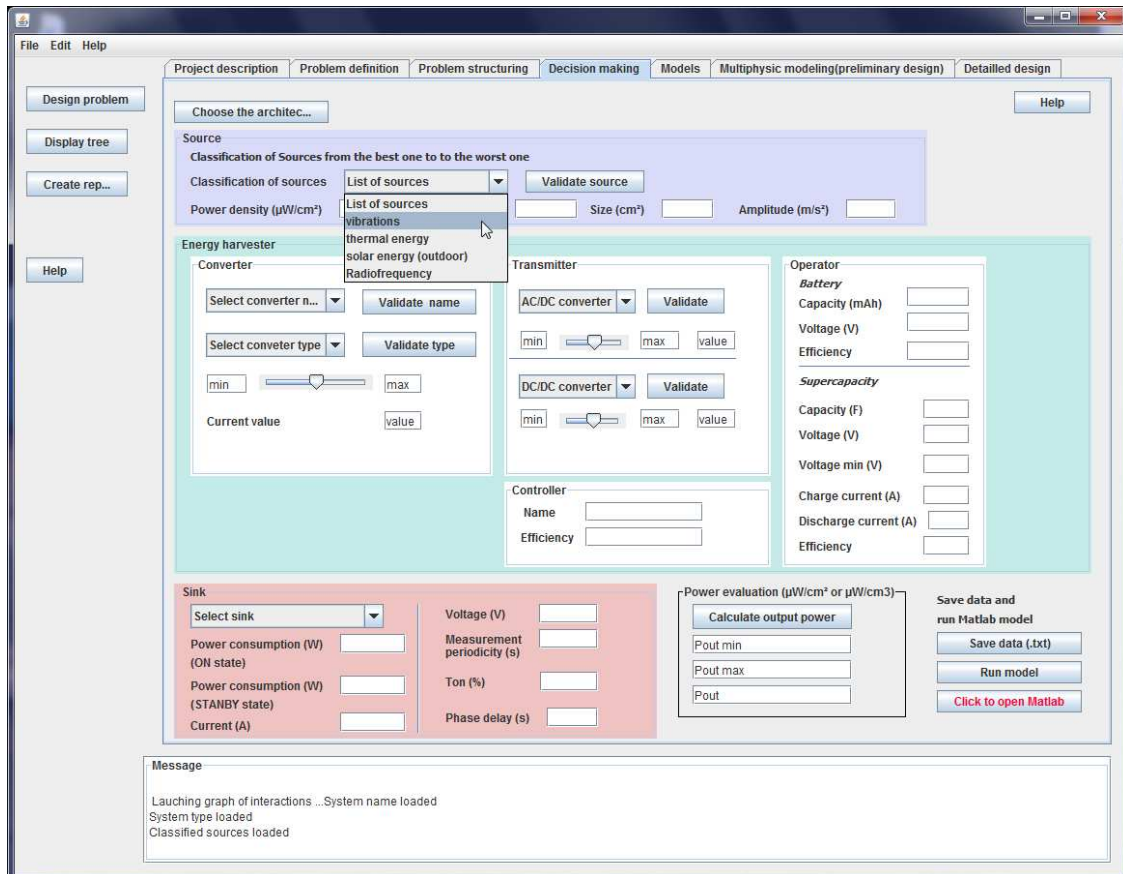 File Edit Help
Project description Problem definition Problem structuring Decision making Models Multiphysic modeling(preliminary design) Detailled design
Design problem
Display tree
Create rep...
Help
Choose the architec...
Help
Source
Classification of Sources from the best one to to the worst one
Classification of sources List of sources Validate source
Power density (µW/cm²) Size (cm²) Amplitude (m/s²)
List of sources
vibrations
thermal energy
solar energy (outdoor)
Radiofrequency
Energy harvester
Converter
Select converter n... Validate name
Select conveter type Validate type
min max
Current value value
Transmitter
AC/DC converter Validate
min max value
DC/DC converter Validate
min max value
Controller
Name
Efficiency
Operator
Battery
Capacity (mAh)
Voltage (V)
Efficiency
Supercapacity
Capacity (F)
Voltage (V)
Voltage min (V)
Charge current (A)
Discharge current (A)
Efficiency
Sink
Select sink
Power consumption (W)
(ON state)
Power consumption (W)
(STANBY state)
Current (A)
Voltage (V)
Measurement
periodicity (s)
Ton (%)
Phase delay (s)
Power evaluation (µW/cm² or µW/cm3)
Calculate output power
Pout min
Pout max
Pout
Save data and
run Matlab model
Save data (.txt)
Run model
Click to open Matlab
Message
Lauching graph of interactions ...System name loaded
System type loaded
Classified sources loaded